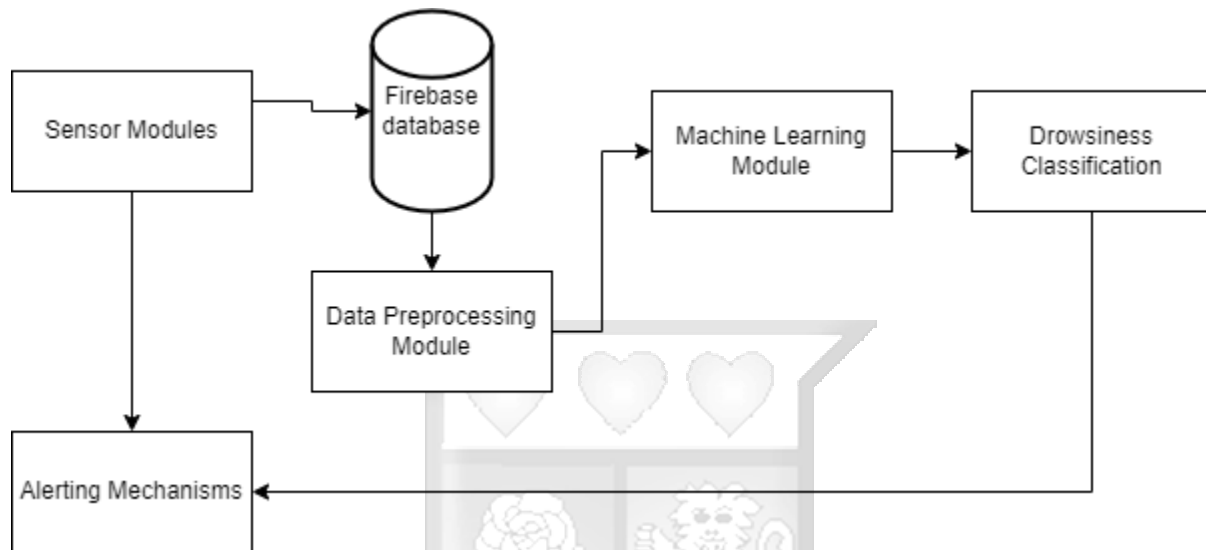 Firebase
database
Sensor Modules
Machine Learning
Module
Drowsiness
Classification
Data Preprocessing
Module
Alerting Mechanisms